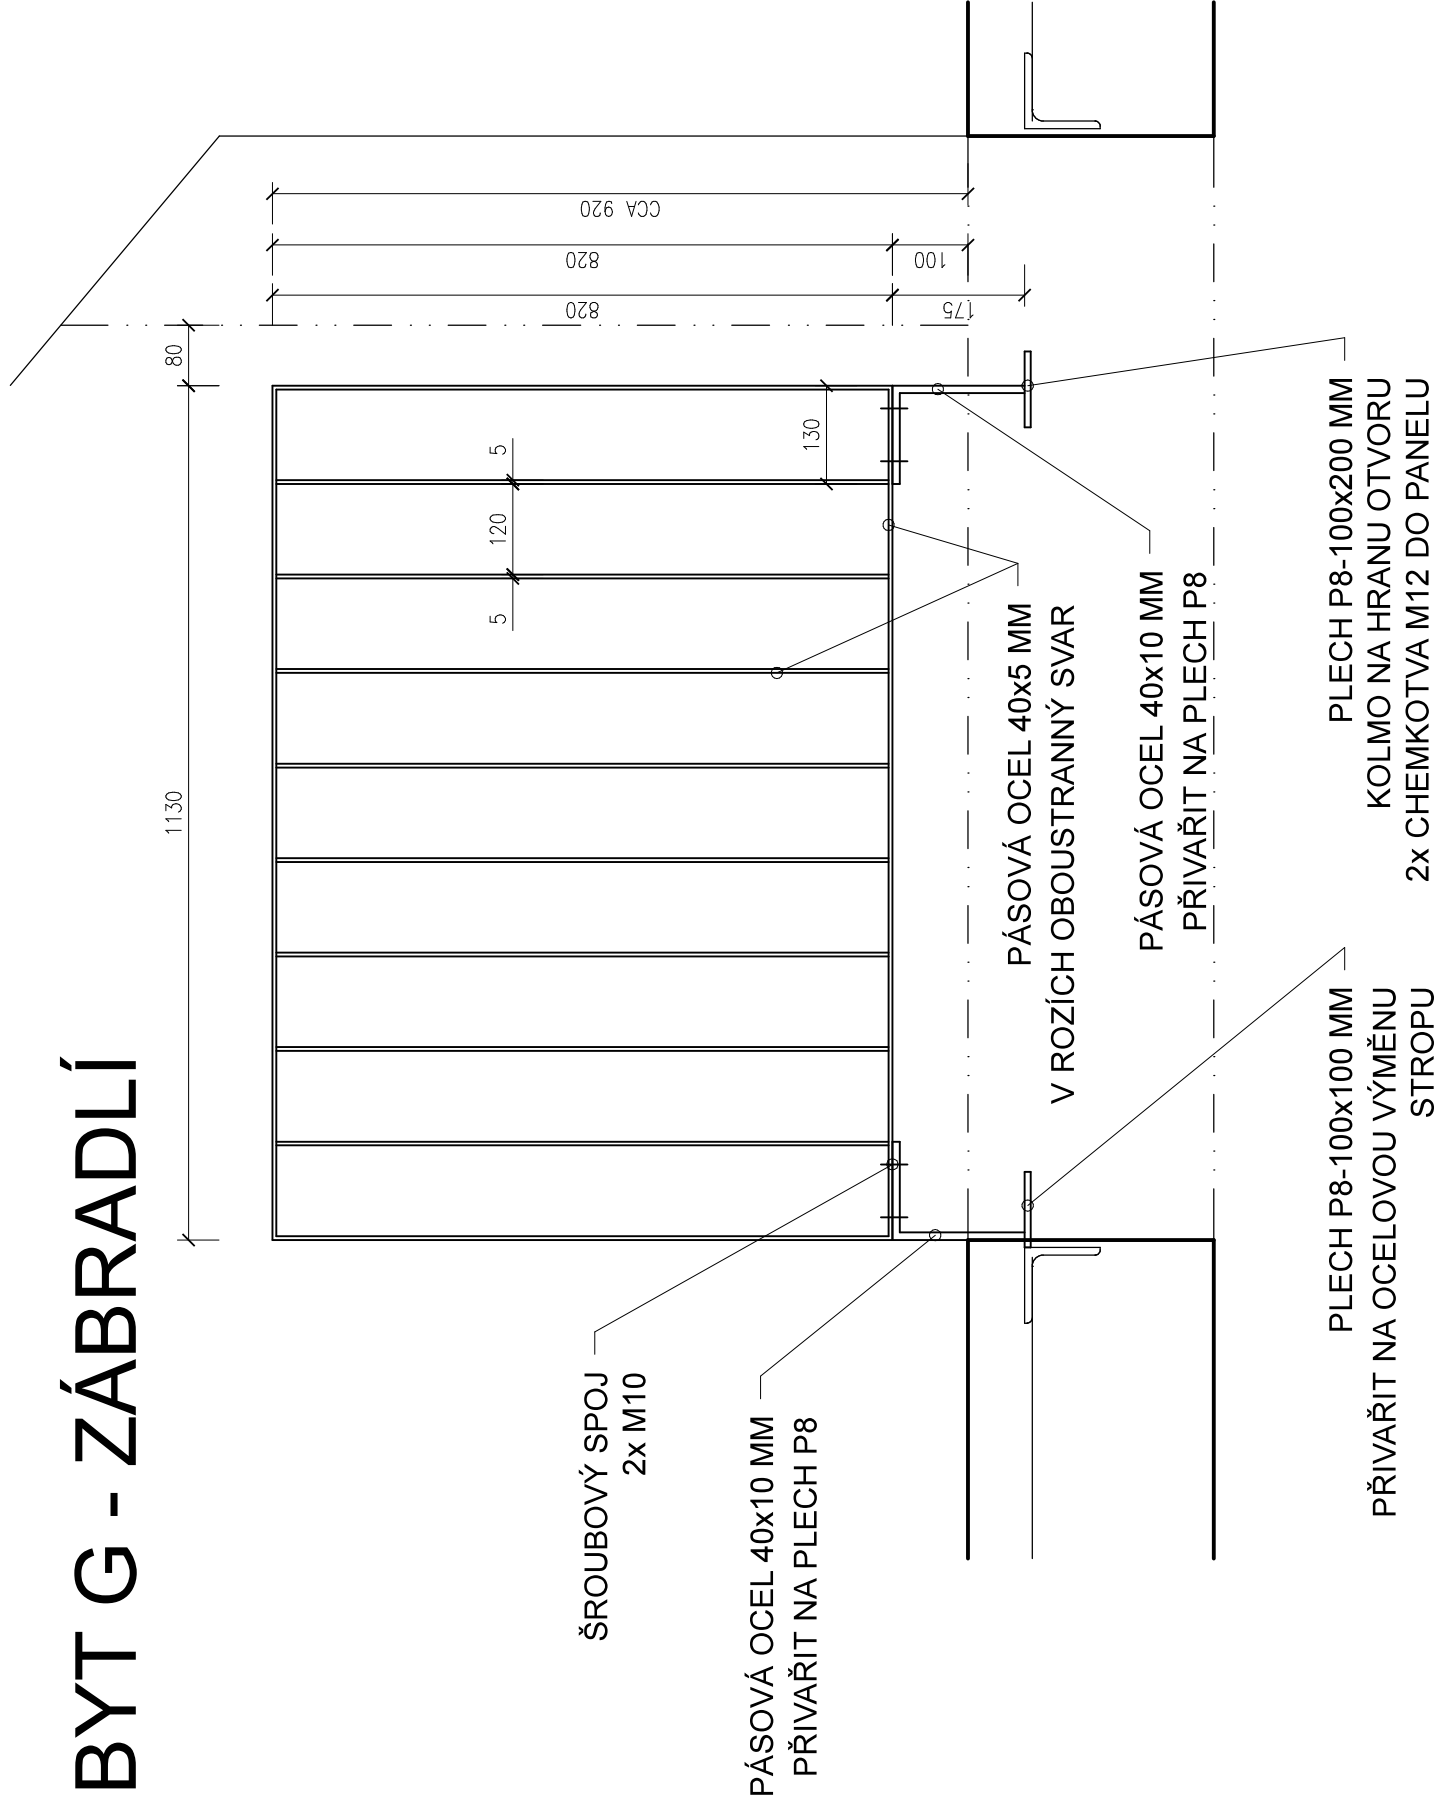 BYT G - ZÁBRADLÍ
1130
80
5
120
5
130
820
175
820
100
CCA 920
ŠROUBOVÝ SPOJ
2x M10
PÁSOVÁ OCEL 40x10 MM
PŘIVAŘIT NA PLECH P8
PÁSOVÁ OCEL 40x5 MM
V ROZÍCH OBOUSTRANNÝ SVAR
PÁSOVÁ OCEL 40x10 MM
PŘIVAŘIT NA PLECH P8
PLECH P8-100x100 MM
PŘIVAŘIT NA OCELOVOU VÝMĚNU
STROPU
PLECH P8-100x200 MM
KOLMO NA HRANU OTVORU
2x CHEMKOTVA M12 DO PANELU